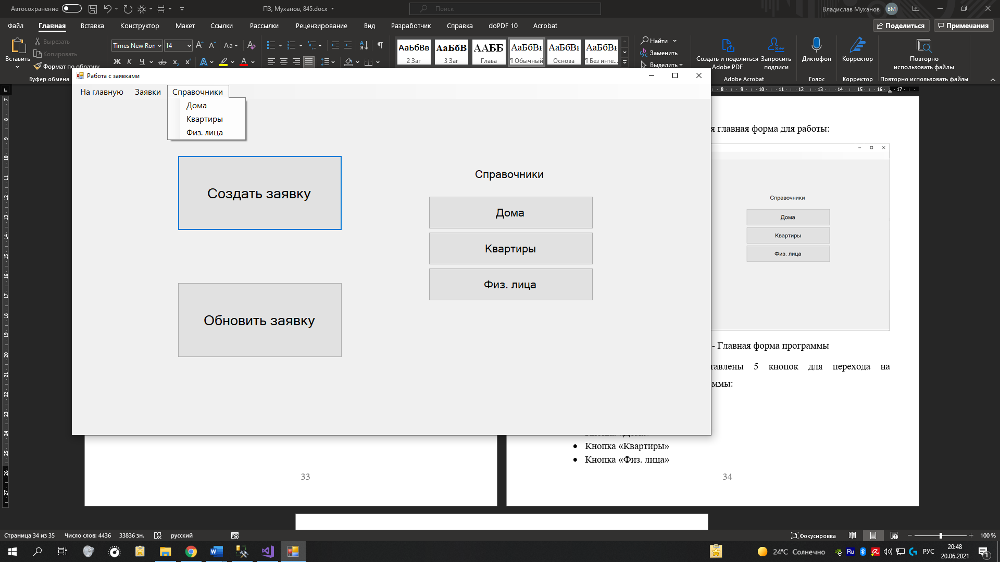 Автосохранение
ПЗ, Муханов, 845.docx
Поиск
Владислав Муханов
ВМ
Файл
Главная
Вставка
Конструктор
Макет
Ссылки
Рассылки
Рецензирование
Вид
Разработчик
Справка
doPDF 10
Acrobat
Поделиться
Примечания
Вставить
Вырезать
Копировать
Формат по образцу
Буфер обмена
Times New Ron
14
Ж К Ч ab x₂ x²
АаБбВв
2 Заг
АаБбВ
3 Заг
ААББ
Глава
АаБбВı
¶ Обычный
АаБбВı
Основа
АаБбВı
¶ Без инте...
Найти
Заменить
Выделить
Создать и поделиться Adobe PDF
Запросить подписи
Adobe Acrobat
Диктофон
Голос
Корректор
Корректор
Повторно использовать файлы
Повторно использовать файлы
Работа с заявками
На главную
Заявки
Справочники
Дома
Квартиры
Физ. лица
Создать заявку
Обновить заявку
Справочники
Дома
Квартиры
Физ. лица
я главная форма для работы:
Справочники
Дома
Квартиры
Физ. лица
- Главная форма программы
тавлены 5 кнопок для перехода на
ммы:
Кнопка «Квартиры»
Кнопка «Физ. лица»
33
34
Страница 34 из 35
Число слов: 4436
33836 зн.
русский
Фокусировка
100 %
24°C Солнечно
Ru
РУС
20:48
20.06.2021
1